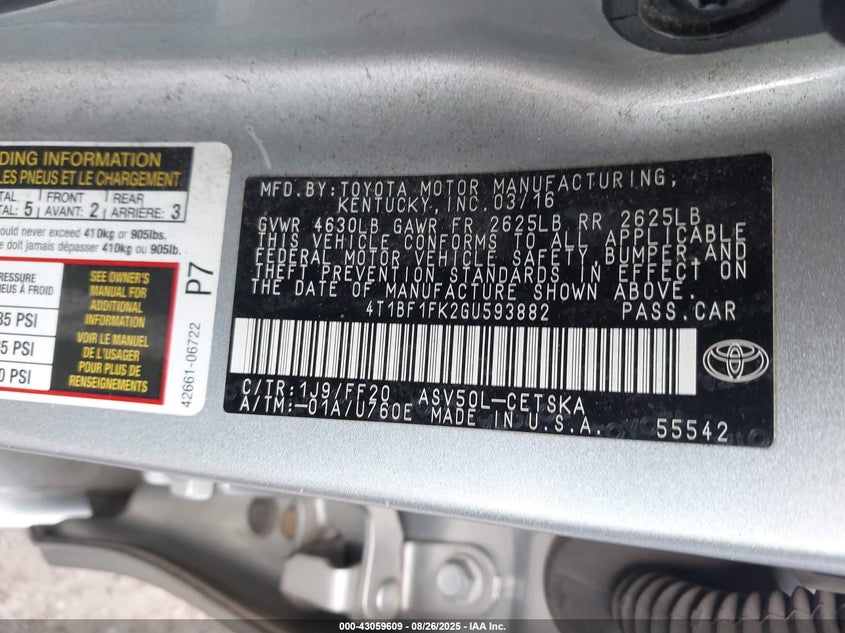 DING INFORMATION
LES PNEUS ET LE CHARGEMENT
TAL 5 FRONT 2 REAR 3
TAL: AVANT: ARRIÈRE:
ould never exceed 410kg or 905lbs.
e doit jamais dépasser 410kg ou 905lb.
RESSURE
NEUS À FROID
35 PSI
35 PSI
0 PSI
SEE OWNER'S
MANUAL FOR
ADDITIONAL
INFORMATION
VOIR LE MANUEL
DE L'USAGER
POUR PLUS DE
RENSEIGNEMENTS
P7
42661-06722
MFD.BY:TOYOTA MOTOR MANUFACTURING,
KENTUCKY, INC. 03/16
GVWR 4630LB GAWR FR 2625LB RR 2625LB
THIS VEHICLE CONFORMS TO ALL APPLICABLE
FEDERAL MOTOR VEHICLE SAFETY, BUMPER, AND
THEFT PREVENTION STANDARDS IN EFFECT ON
THE DATE OF MANUFACTURE SHOWN ABOVE.
4T1BF1FK2GU593882 PASS.CAR
C/TR:1J9/FF20 ASV50L-CETSKA
A/TM:-01A/U760E MADE IN U.S.A. 55542
000-43059609 - 08/26/2025 - IAA Inc.